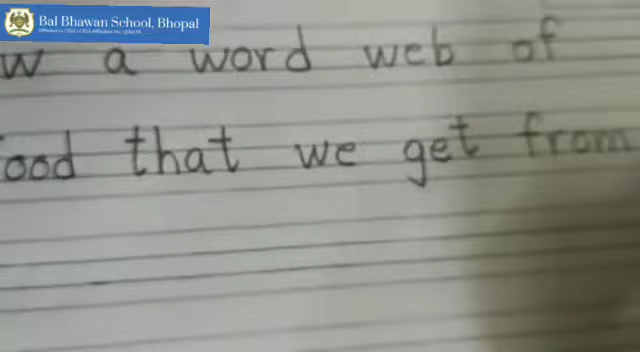 Bal Bhawan School, Bhopal
w a word web of
ood that we get from